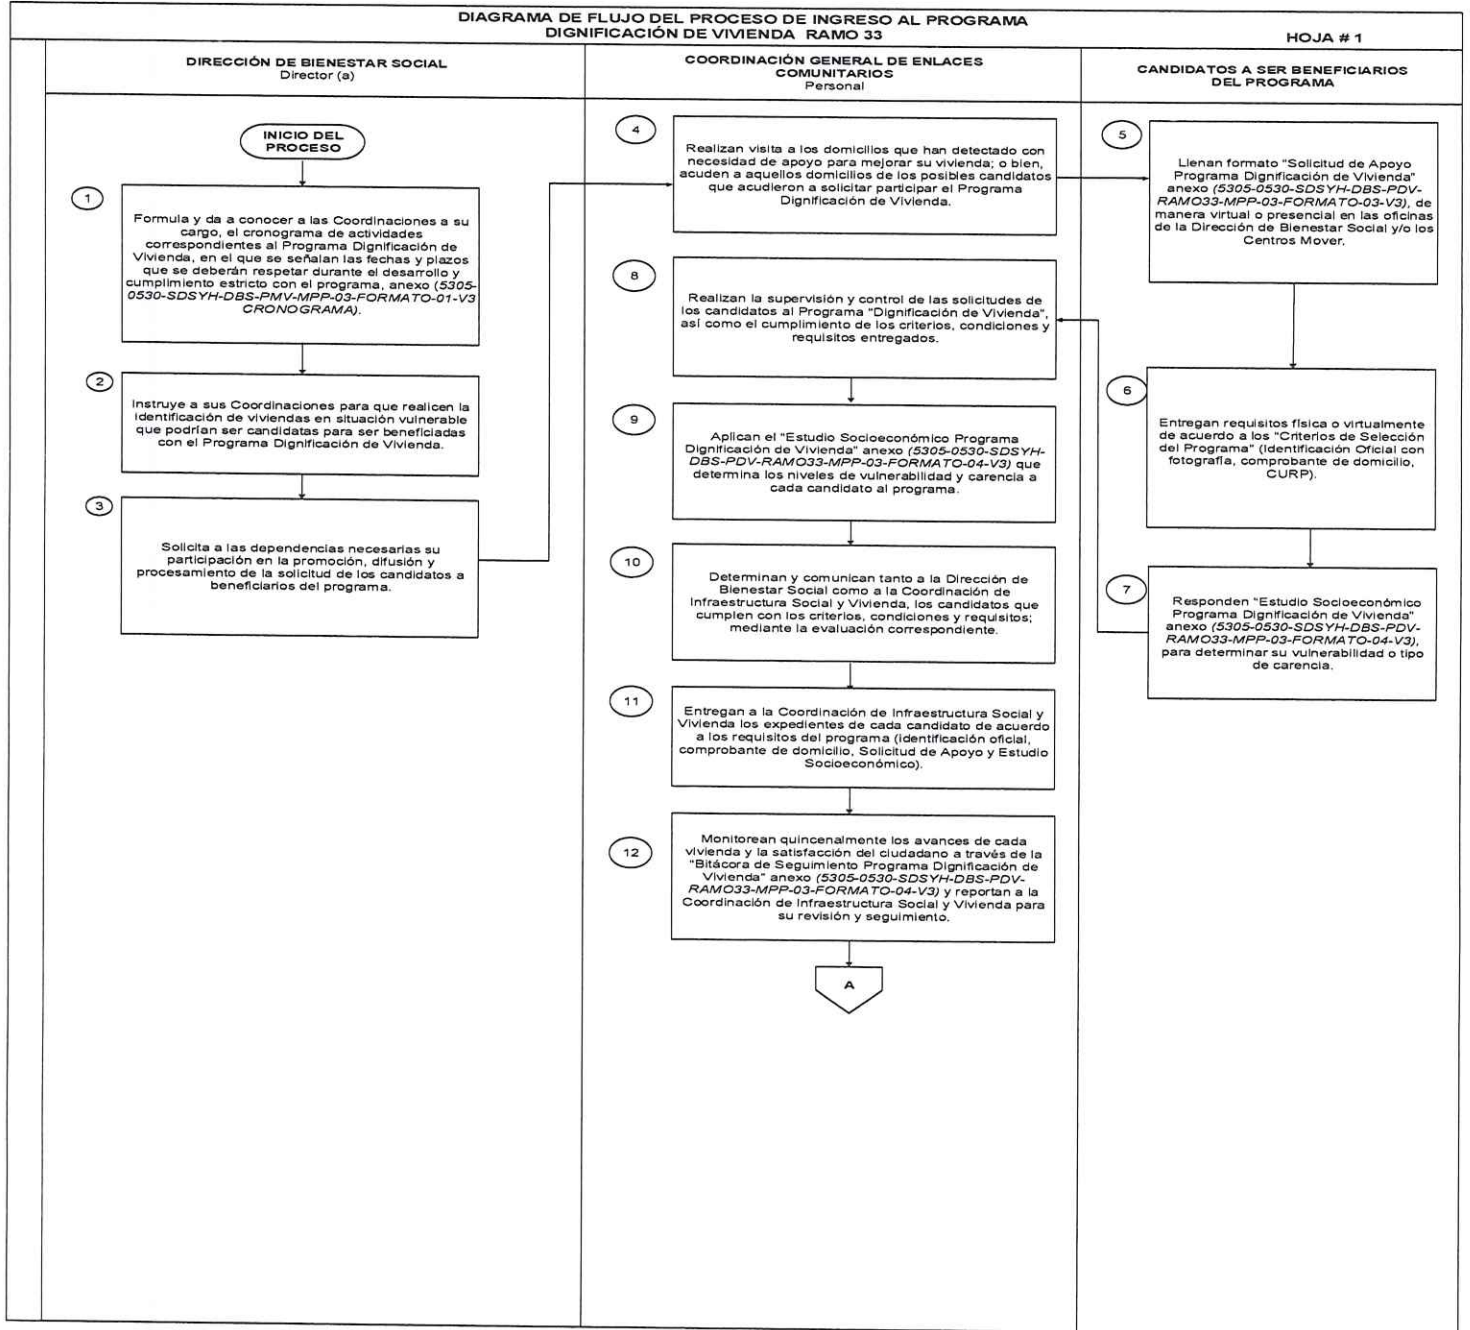 DIAGRAMA DE FLUJO DEL PROCESO DE INGRESO AL PROGRAMA
DIGNIFICACIÓN DE VIVIENDA RAMO 33
HOJA # 1
DIRECCIÓN DE BIENESTAR SOCIAL
Director (a)
COORDINACIÓN GENERAL DE ENLACES
COMUNITARIOS
Personal
CANDIDATOS A SER BENEFICIARIOS
DEL PROGRAMA
INICIO DEL
PROCESO
1
Formula y da a conocer a las Coordinaciones a su
cargo, el cronograma de actividades
correspondientes al Programa Dignificación de
Vivienda, en el que se señalan las fechas y plazos
que se deberán respetar durante el desarrollo y
cumplimiento estricto con el programa, anexo (5305-
0530-SDSYH-DBS-PMV-MPP-03-FORMATO-01-V3
CRONOGRAMA).
2
Instruye a sus Coordinaciones para que realicen la
identificación de viviendas en situación vulnerable
que podrían ser candidatas para ser beneficiadas
con el Programa Dignificación de Vivienda.
3
Solicita a las dependencias necesarias su
participación en la promoción, difusión y
procesamiento de la solicitud de los candidatos a
beneficiarios del programa.
4
Realizan visita a los domicilios que han detectado con
necesidad de apoyo para mejorar su vivienda; o bien,
acuden a aquellos domicilios de los posibles candidatos
que acudieron a solicitar participar el Programa
Dignificación de Vivienda.
5
Llenan formato "Solicitud de Apoyo
Programa Dignificación de Vivienda"
anexo (5305-0530-SDSYH-DBS-PDV-
RAMO33-MPP-03-FORMATO-03-V3), de
manera virtual o presencial en las oficinas
de la Dirección de Bienestar Social y/o los
Centros Mover.
6
Entregan requisitos física o virtualmente
de acuerdo a los "Criterios de Selección
del Programa" (Identificación Oficial con
fotografía, comprobante de domicilio,
CURP).
7
Responden "Estudio Socioeconómico
Programa Dignificación de Vivienda"
anexo (5305-0530-SDSYH-DBS-PDV-
RAMO33-MPP-03-FORMATO-04-V3),
para determinar su vulnerabilidad o tipo
de carencia.
8
Realizan la supervisión y control de las solicitudes de
los candidatos al Programa "Dignificación de Vivienda",
así como el cumplimiento de los criterios, condiciones y
requisitos entregados.
9
Aplican el "Estudio Socioeconómico Programa
Dignificación de Vivienda" anexo (5305-0530-SDSYH-
DBS-PDV-RAMO33-MPP-03-FORMATO-04-V3) que
determina los niveles de vulnerabilidad y carencia a
cada candidato al programa.
10
Determinan y comunican tanto a la Dirección de
Bienestar Social como a la Coordinación de
Infraestructura Social y Vivienda, los candidatos que
cumplen con los criterios, condiciones y requisitos;
mediante la evaluación correspondiente.
11
Entregan a la Coordinación de Infraestructura Social y
Vivienda los expedientes de cada candidato de acuerdo
a los requisitos del programa (identificación oficial,
comprobante de domicilio, Solicitud de Apoyo y Estudio
Socioeconómico).
12
Monitorean quincenalmente los avances de cada
vivienda y la satisfacción del ciudadano a través de la
"Bitácora de Seguimiento Programa Dignificación de
Vivienda" anexo (5305-0530-SDSYH-DBS-PDV-
RAMO33-MPP-03-FORMATO-04-V3) y reportan a la
Coordinación de Infraestructura Social y Vivienda para
su revisión y seguimiento.
A